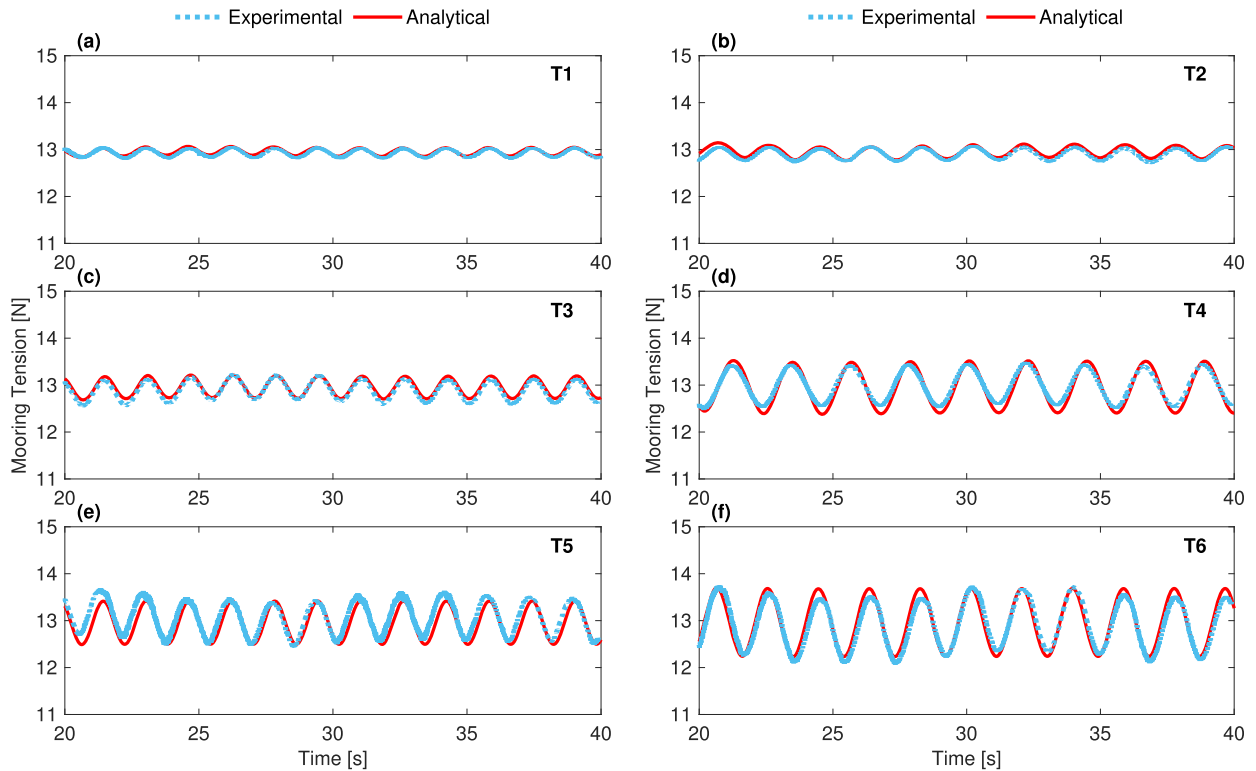 Experimental Analytical
Experimental Analytical
(a)
T1
15
14
13
12
11
20 25 30 35 40
(b)
T2
15
14
13
12
11
20 25 30 35 40
(c)
T3
15
14
13
12
11
20 25 30 35 40
Mooring Tension [N]
(d)
T4
15
14
13
12
11
20 25 30 35 40
Mooring Tension [N]
(e)
T5
15
14
13
12
11
20 25 30 35 40
Time [s]
(f)
T6
15
14
13
12
11
20 25 30 35 40
Time [s]